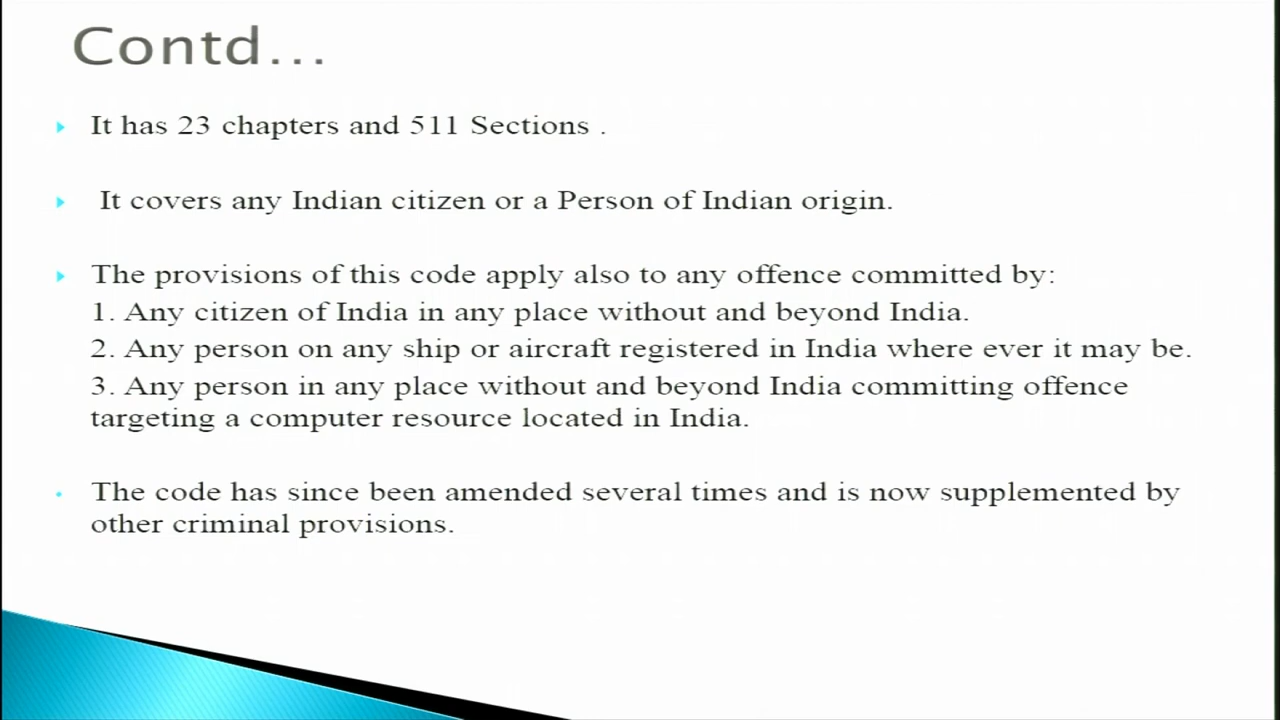 Contd...
It has 23 chapters and 511 Sections .
It covers any Indian citizen or a Person of Indian origin.
The provisions of this code apply also to any offence committed by:
1. Any citizen of India in any place without and beyond India.
2. Any person on any ship or aircraft registered in India where ever it may be.
3. Any person in any place without and beyond India committing offence
targeting a computer resource located in India.
The code has since been amended several times and is now supplemented by
other criminal provisions.